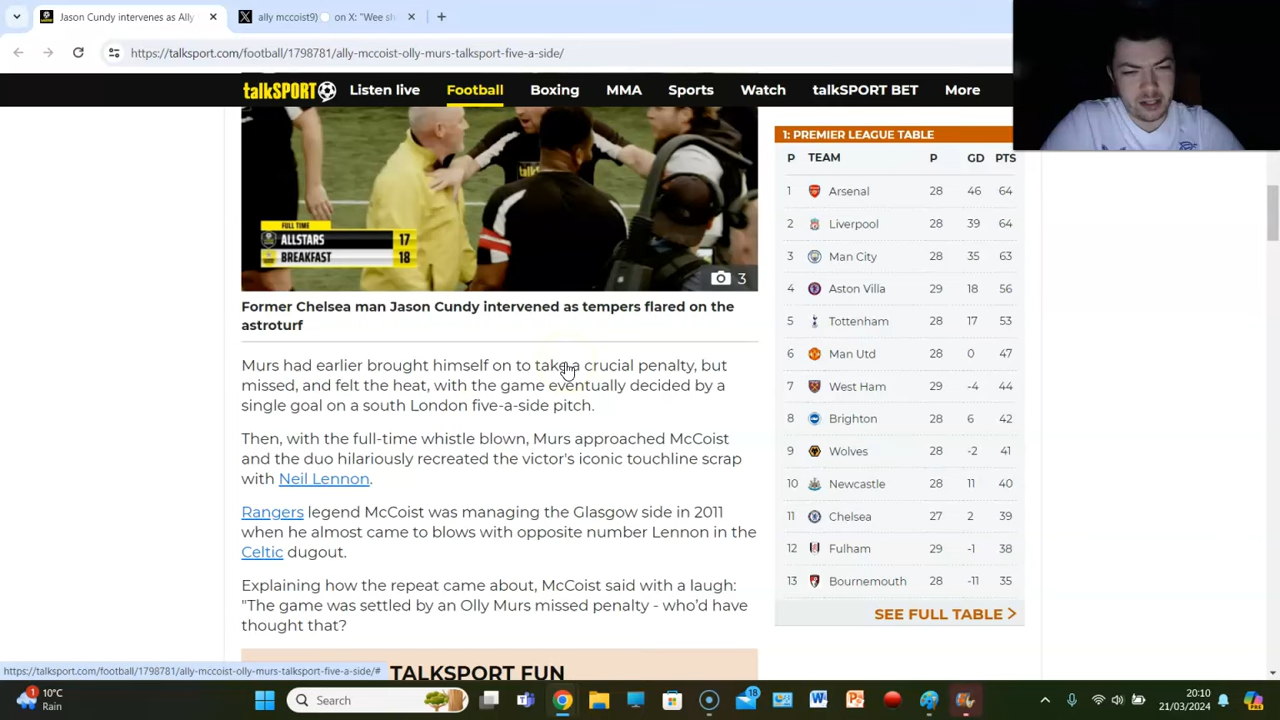 Jason Cundy intervenes as Ally
ally mccoist9) on X: "Wee sh
https://talksport.com/football/1798781/ally-mccoist-olly-murs-talksport-five-a-side/
talkSPORT
Listen live
Football
Boxing
MMA
Sports
Watch
talkSPORT BET
More
FULL TIME
ALLSTARS 17
BREAKFAST 18
3
Former Chelsea man Jason Cundy intervened as tempers flared on the
astroturf
Murs had earlier brought himself on to take a crucial penalty, but
missed, and felt the heat, with the game eventually decided by a
single goal on a south London five-a-side pitch.
Then, with the full-time whistle blown, Murs approached McCoist
and the duo hilariously recreated the victor's iconic touchline scrap
with Neil Lennon.
Rangers legend McCoist was managing the Glasgow side in 2011
when he almost came to blows with opposite number Lennon in the
Celtic dugout.
Explaining how the repeat came about, McCoist said with a laugh:
"The game was settled by an Olly Murs missed penalty - who'd have
thought that?
TALKSPORT FUN
1: PREMIER LEAGUE TABLE
P TEAM P GD PTS
1 Arsenal 28 46 64
2 Liverpool 28 39 64
3 Man City 28 35 63
4 Aston Villa 29 18 56
5 Tottenham 28 17 53
6 Man Utd 28 0 47
7 West Ham 29 -4 44
8 Brighton 28 6 42
9 Wolves 28 -2 41
10 Newcastle 28 11 40
11 Chelsea 27 2 39
12 Fulham 29 -1 38
13 Bournemouth 28 -11 35
SEE FULL TABLE >
https://talksport.com/football/1798781/ally-mccoist-olly-murs-talksport-five-a-side/#
1
10°C
Rain
Search
18
20:10
21/03/2024